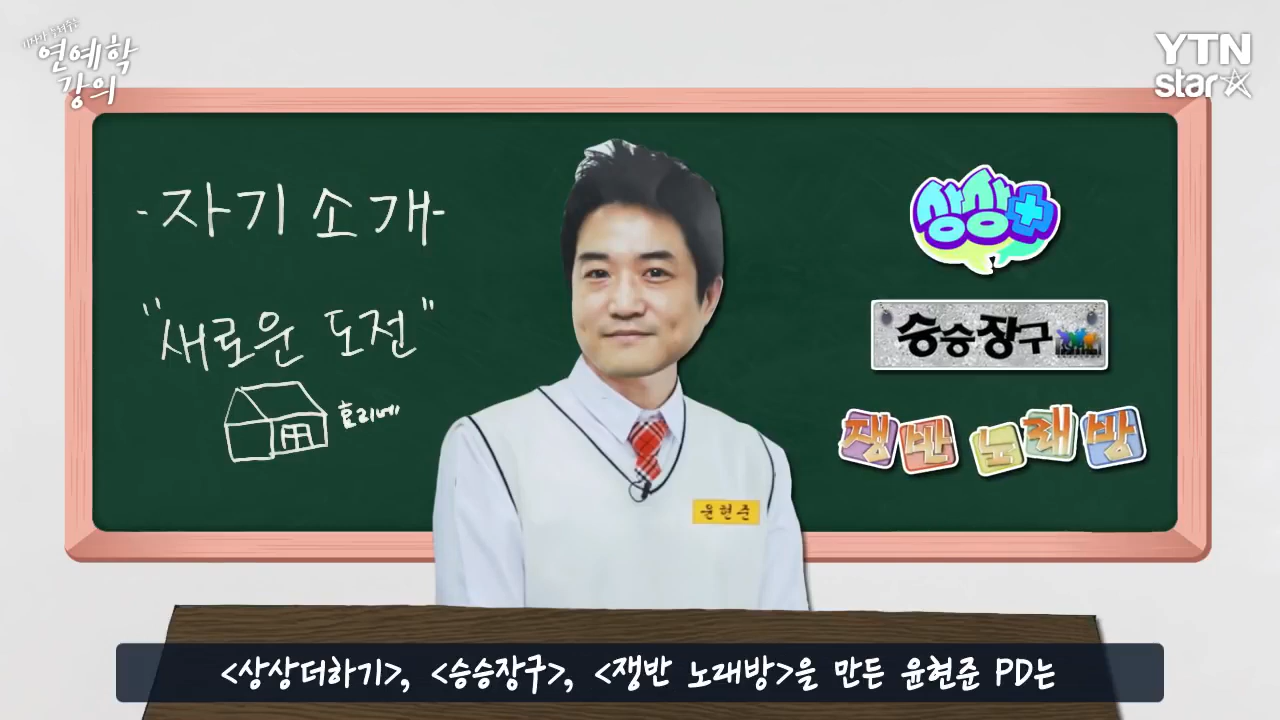 연예학
강의
YTN
star
-자기소개-
"새로운 도전"
효리네
상상+
승승장구
쟁반 노래방
윤현준
<상상더하기>, <승승장구>, <쟁반 노래방>을 만든 윤현준 PD는